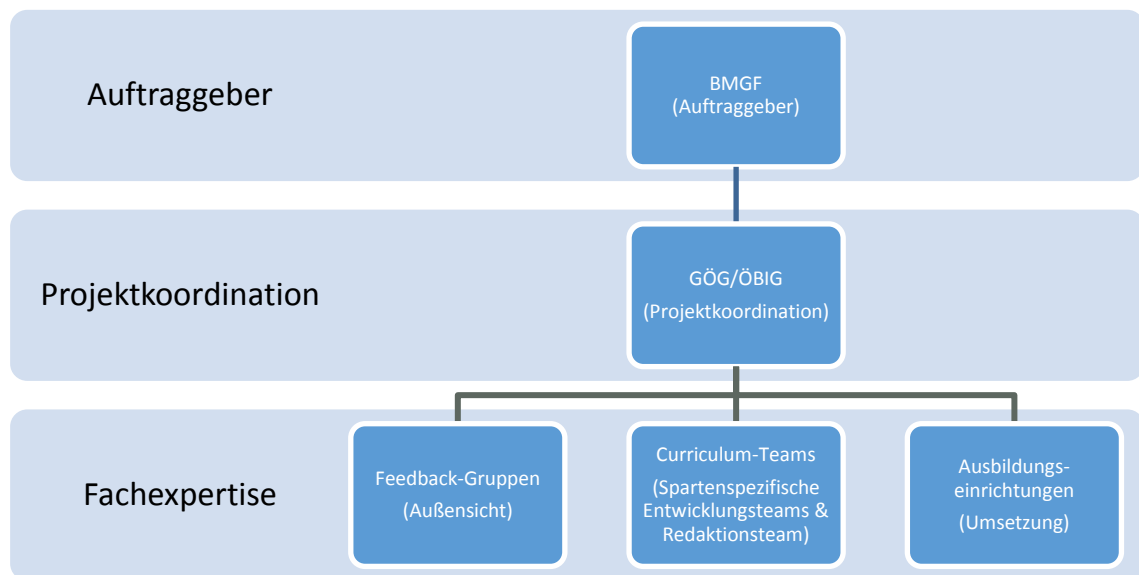 Auftraggeber
BMGF
(Auftraggeber)
Projektkoordination
GÖG/ÖBIG
(Projektkoordination)
Fachexpertise
Feedback-Gruppen
(Außensicht)
Curriculum-Teams
(Spartenspezifische
Entwicklungsteams &
Redaktionsteam)
Ausbildungs-
einrichtungen
(Umsetzung)